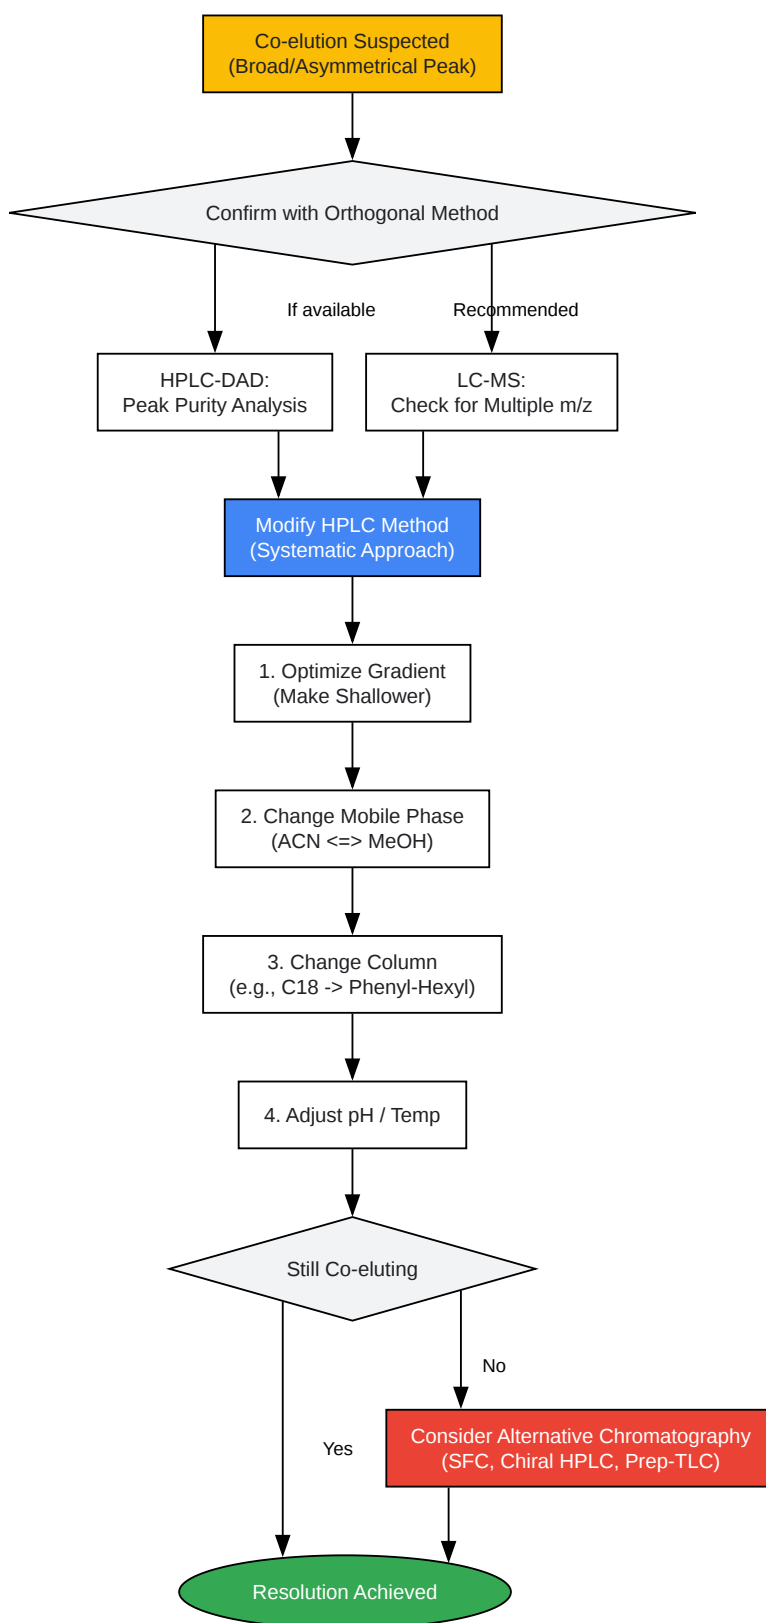 Co-elution Suspected
(Broad/Asymmetrical Peak)
Confirm with Orthogonal Method
If available
Recommended
HPLC-DAD:
Peak Purity Analysis
LC-MS:
Check for Multiple m/z
Modify HPLC Method
(Systematic Approach)
1. Optimize Gradient
(Make Shallower)
2. Change Mobile Phase
(ACN <=> MeOH)
3. Change Column
(e.g., C18 -> Phenyl-Hexyl)
4. Adjust pH / Temp
Still Co-eluting
No
Yes
Consider Alternative Chromatography
(SFC, Chiral HPLC, Prep-TLC)
Resolution Achieved